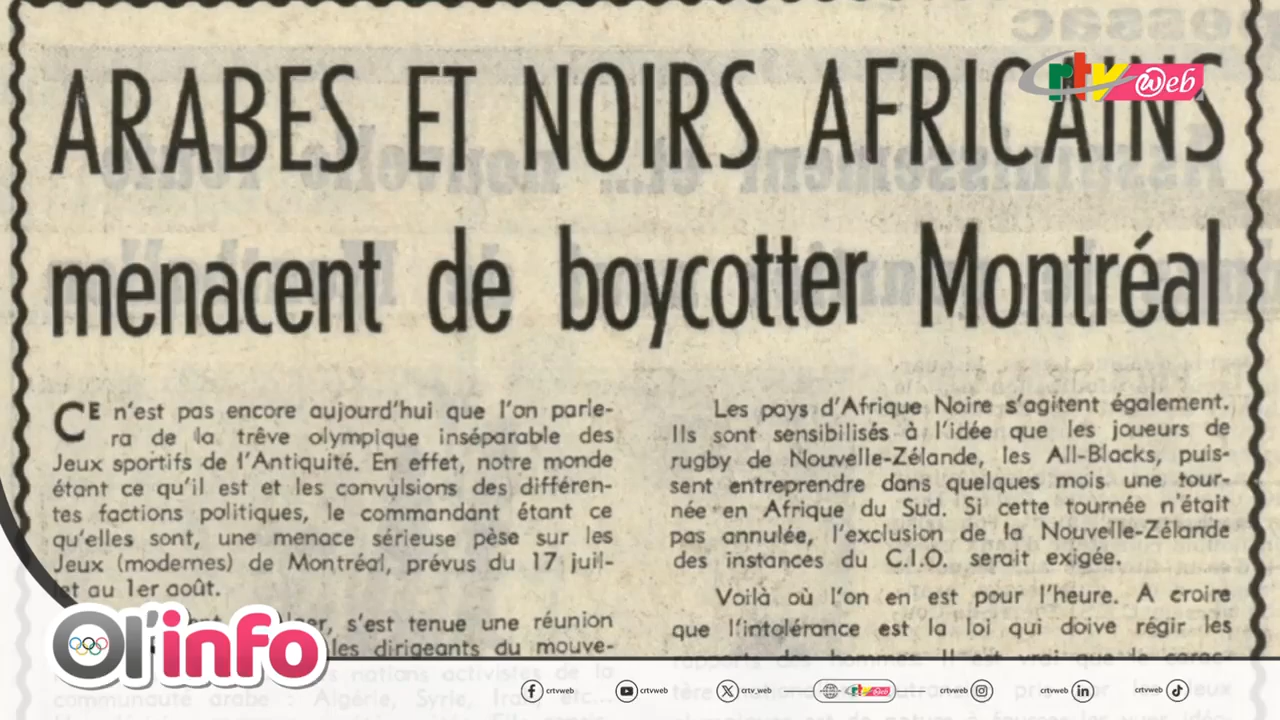 ARABES ET NOIRS AFRICAINS
menacent de boycotter Montréal
CE n'est pas encore aujourd'hui que l'on parle-
ra de la trêve olympique inséparable des
Jeux sportifs de l'Antiquité. En effet, notre monde
étant ce qu'il est et les convulsions des différen-
tes factions politiques, le commandant étant ce
qu'elles sont, une menace sérieuse pèse sur les
Jeux (modernes) de Montréal, prévus du 17 juil-
let au 1er août.
s'est tenue une réunion
les dirigeants du mouve-
nations activistes de la
communauté arabe : Algérie, Syrie, etc...
Les pays d'Afrique Noire s'agitent également.
Ils sont sensibilisés à l'idée que les joueurs de
rugby de Nouvelle-Zélande, les All-Blacks, puis-
sent entreprendre dans quelques mois une tour-
née en Afrique du Sud. Si cette tournée n'était
pas annulée, l'exclusion de la Nouvelle-Zélande
des instances du C.I.O. serait exigée.
Voilà où l'on en est pour l'heure. A croire
que l'intolérance est la loi qui doive régir les
rapports des hommes. Il est vrai que le carac-
crtv web
Ol'info
crtvweb
crtvweb
crtv_web
crtv web
crtvweb
crtvweb
crtvweb